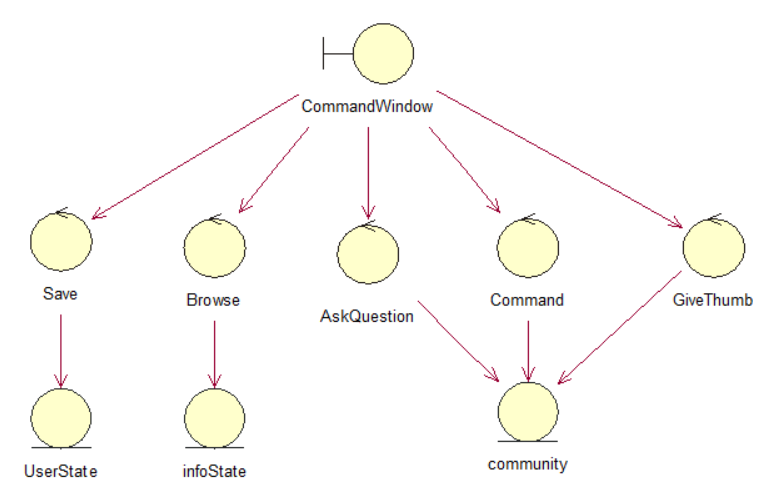 CommandWindow
Save
Browse
AskQuestion
Command
GiveThumb
UserState
infoState
community